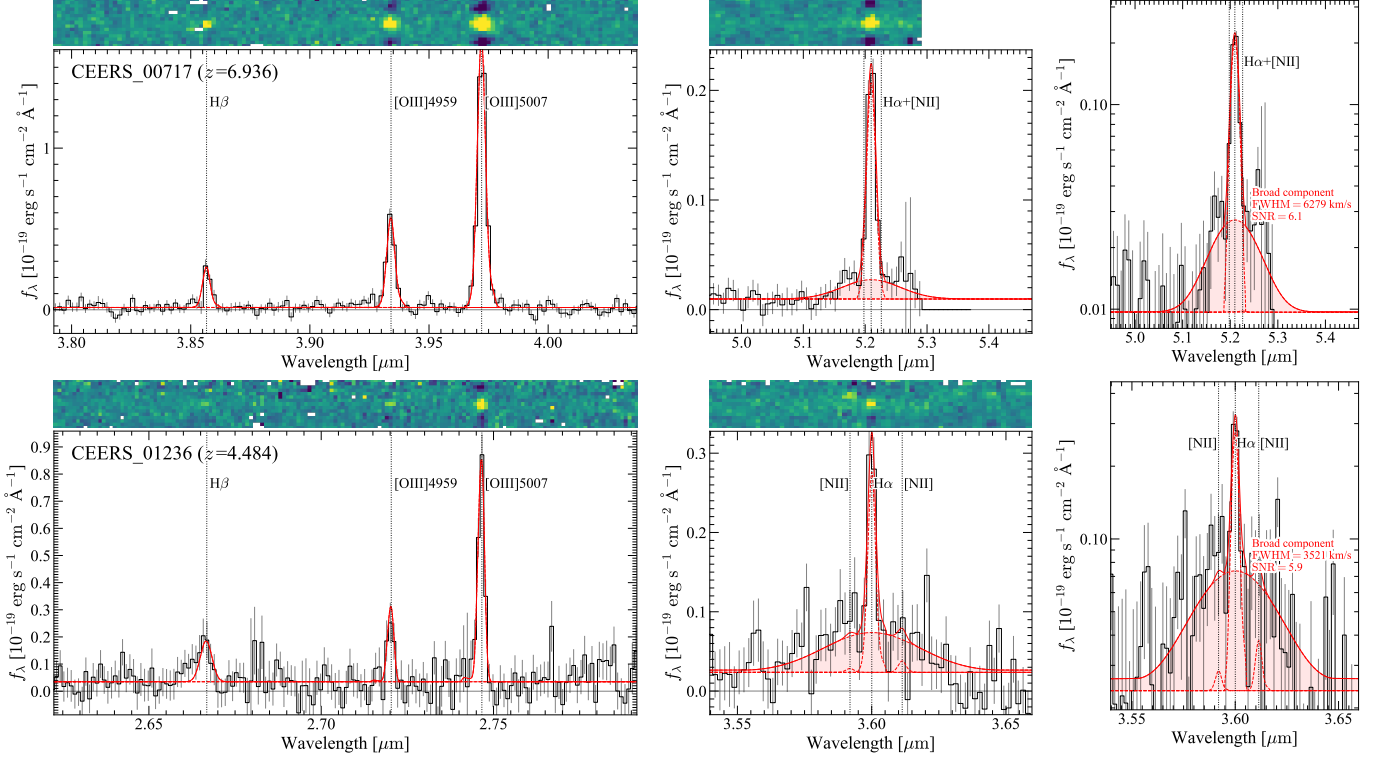 CEERS_00717 (z=6.936)
Hβ
[OIII]4959
[OIII]5007
1
0
f_λ [10⁻¹⁹ erg s⁻¹ cm⁻² Å⁻¹]
3.80 3.85 3.90 3.95 4.00
Wavelength [μm]
Hα+[NII]
0.2
0.1
0.0
f_λ [10⁻¹⁹ erg s⁻¹ cm⁻² Å⁻¹]
5.0 5.1 5.2 5.3 5.4
Wavelength [μm]
Hα+[NII]
Broad component
FWHM = 6279 km/s
SNR = 6.1
0.10
0.01
f_λ [10⁻¹⁹ erg s⁻¹ cm⁻² Å⁻¹]
5.0 5.1 5.2 5.3 5.4
Wavelength [μm]
CEERS_01236 (z=4.484)
Hβ
[OIII]4959
[OIII]5007
0.9
0.8
0.7
0.6
0.5
0.4
0.3
0.2
0.1
0.0
f_λ [10⁻¹⁹ erg s⁻¹ cm⁻² Å⁻¹]
2.65 2.70 2.75
Wavelength [μm]
[NII] Hα [NII]
0.3
0.2
0.1
0.0
f_λ [10⁻¹⁹ erg s⁻¹ cm⁻² Å⁻¹]
3.55 3.60 3.65
Wavelength [μm]
[NII] Hα [NII]
Broad component
FWHM = 3521 km/s
SNR = 5.9
0.10
f_λ [10⁻¹⁹ erg s⁻¹ cm⁻² Å⁻¹]
3.55 3.60 3.65
Wavelength [μm]